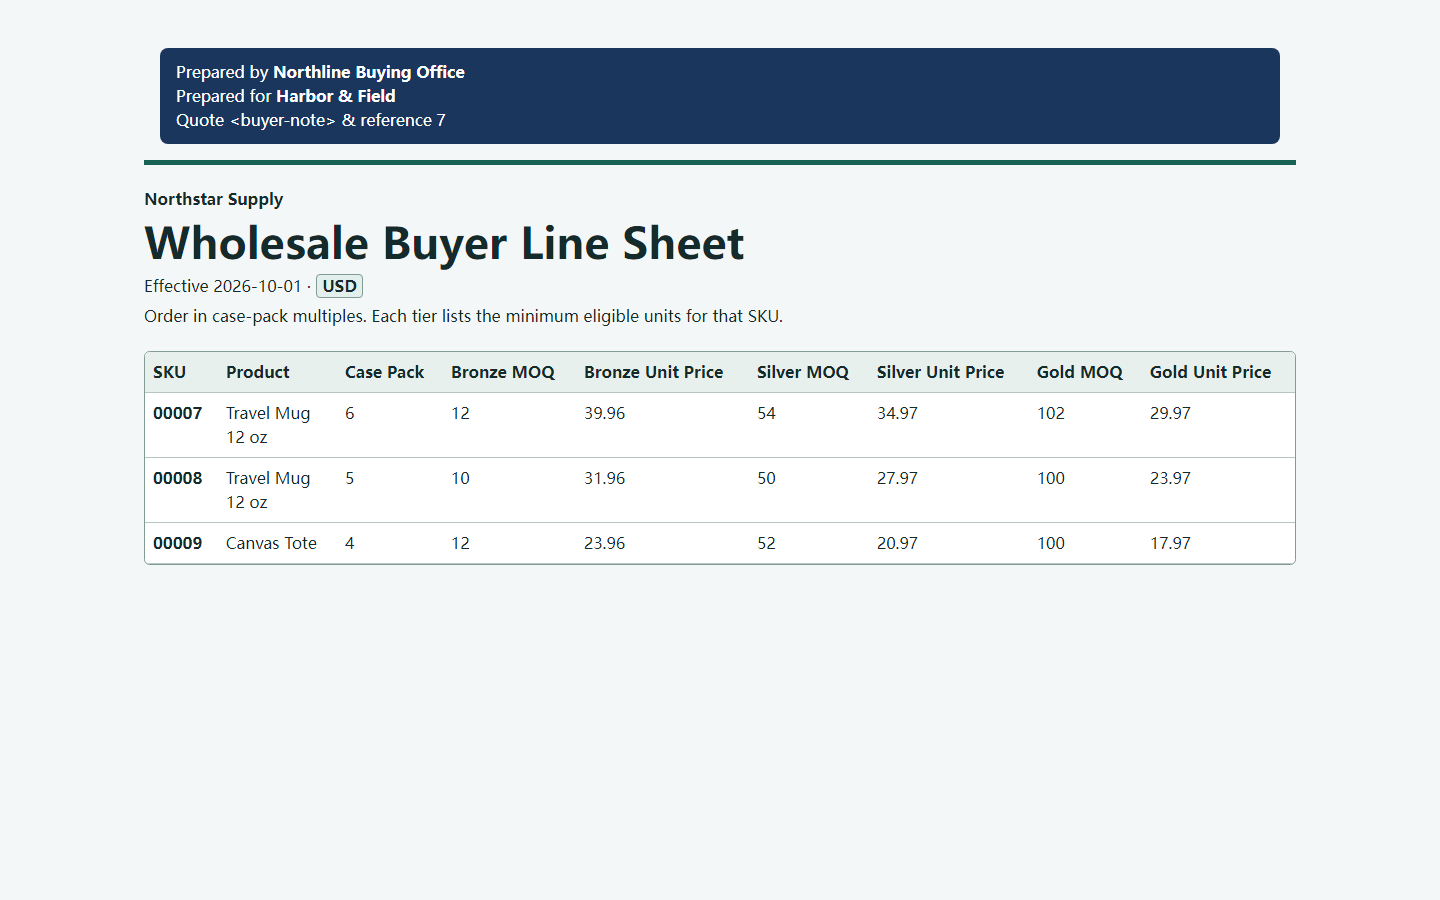 Prepared by Northline Buying Office
Prepared for Harbor & Field
Quote <buyer-note> & reference 7
Northstar Supply
Wholesale Buyer Line Sheet
Effective 2026-10-01 · USD
Order in case-pack multiples. Each tier lists the minimum eligible units for that SKU.
SKU Product Case Pack Bronze MOQ Bronze Unit Price Silver MOQ Silver Unit Price Gold MOQ Gold Unit Price
00007 Travel Mug 6 12 39.96 54 34.97 102 29.97
12 oz
00008 Travel Mug 5 10 31.96 50 27.97 100 23.97
12 oz
00009 Canvas Tote 4 12 23.96 52 20.97 100 17.97